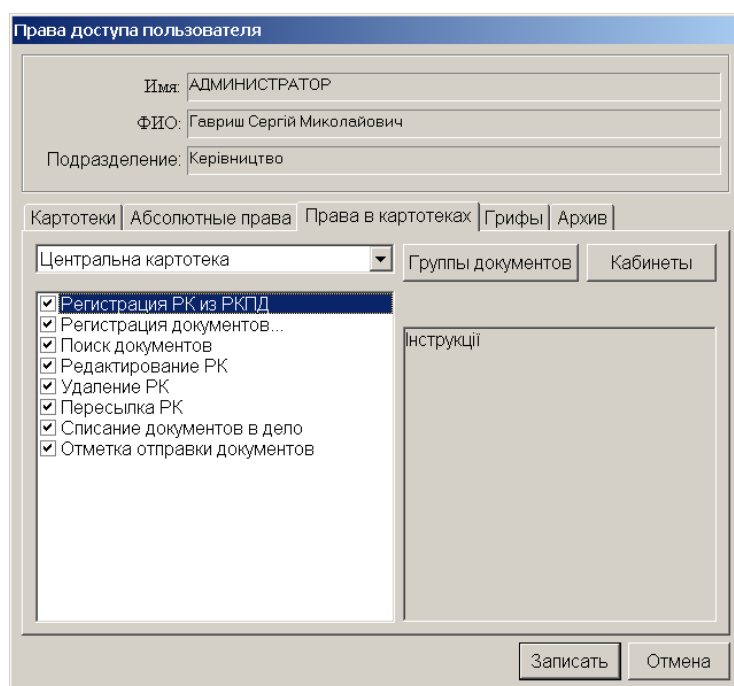 Права доступа пользователя
Имя: АДМИНИСТРАТОР
ФИО: Гавриш Сергій Миколайович
Подразделение: Керівництво
Картотеки Абсолютные права Права в картотеках Грифы Архив
Центральна картотека Группы документов Кабинеты
Регистрация РК из РКПД
Регистрация документов...
Інструкції
Поиск документов
Редактирование РК
Удаление РК
Пересылка РК
Списание документов в дело
Отметка отправки документов
Записать Отмена